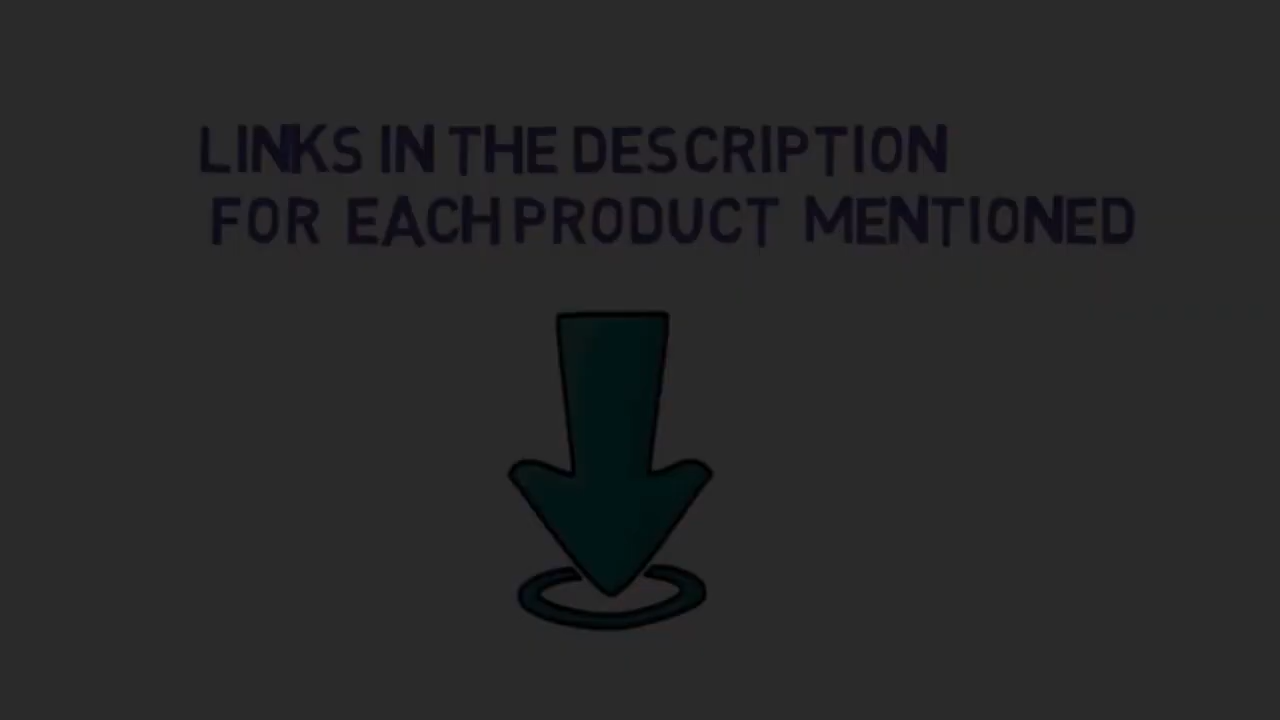 LINKS IN THE DESCRIPTION
FOR EACH PRODUCT MENTIONED